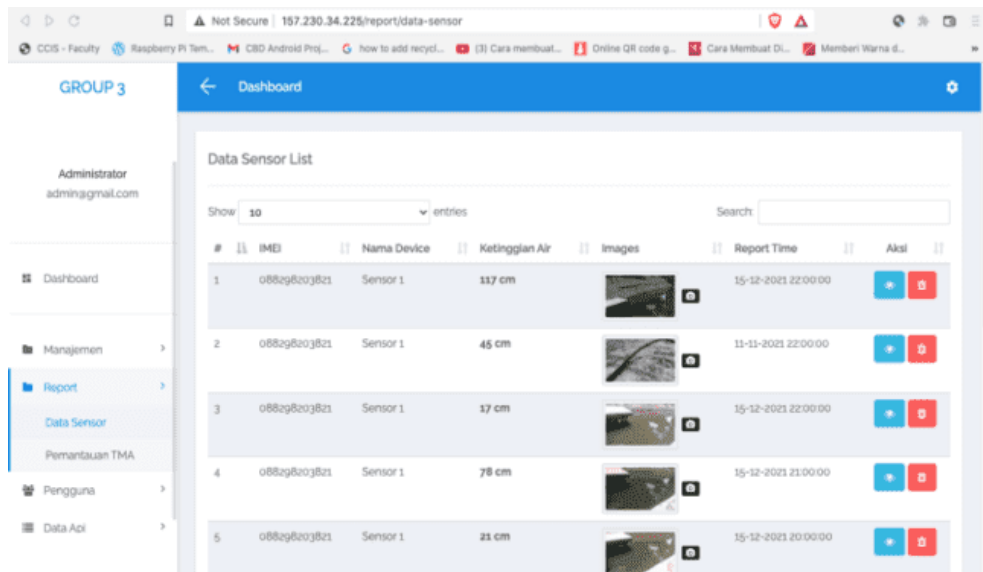 Not Secure 157.230.34.225/report/data-sensor
CCIS - Faculty Raspberry Pi Tem... CBD Android Proj... how to add recycl... (3) Cara membuat... Online QR code g... Cara Membuat Di... Memberi Warna d... »
GROUP 3
Dashboard
Administrator
admin@gmail.com
Dashboard
Manajemen
Report
Data Sensor
Pemantauan TMA
Pengguna
Data Api
Data Sensor List
Show 10 entries Search:
# IMEI Nama Device Ketinggian Air Images Report Time Aksi
1 088298203821 Sensor 1 117 cm 15-12-2021 22:00:00
2 088298203821 Sensor 1 45 cm 11-11-2021 22:00:00
3 088298203821 Sensor 1 17 cm 15-12-2021 22:00:00
4 088298203821 Sensor 1 78 cm 15-12-2021 21:00:00
5 088298203821 Sensor 1 21 cm 15-12-2021 20:00:00